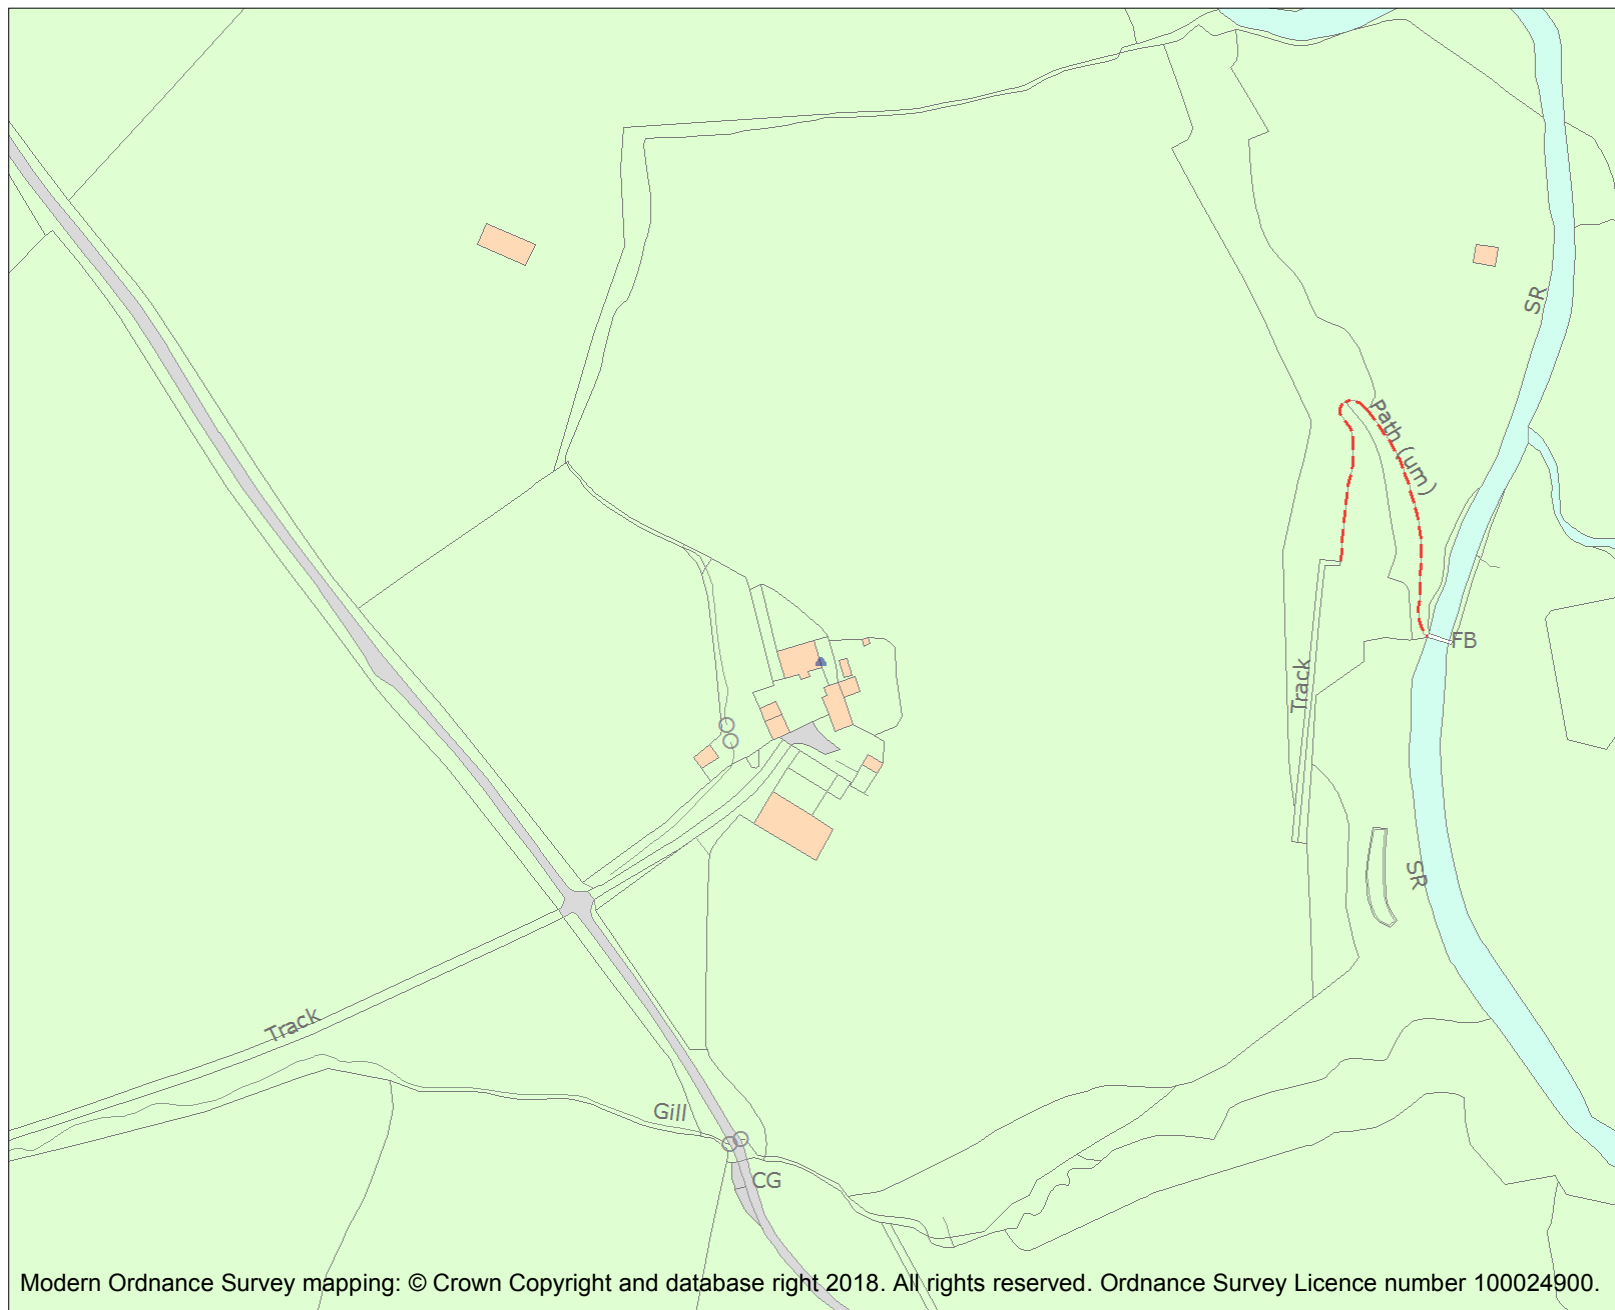 SR
Path (um)
FB
Track
SR
Track
Gill
CG
Modern Ordnance Survey mapping: © Crown Copyright and database right 2018. All rights reserved. Ordnance Survey Licence number 100024900.